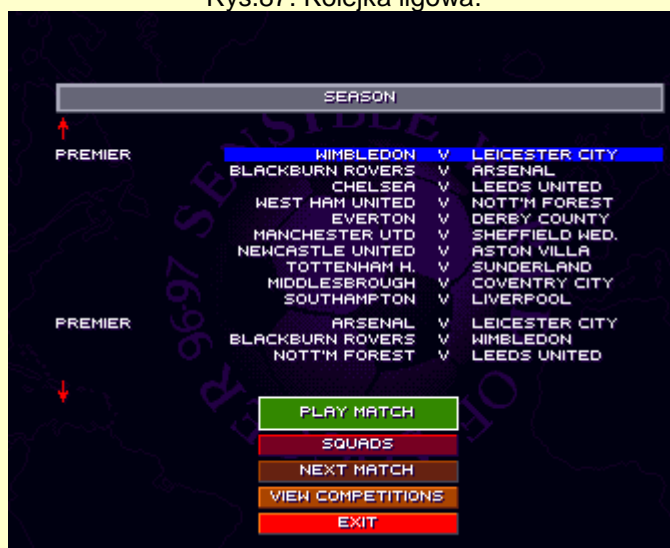 Rys.87. Kolejka ligowa.
SEASON
PREMIER WIMBLEDON V LEICESTER CITY
BLACKBURN ROVERS V ARSENAL
CHELSEA V LEEDS UNITED
WEST HAM UNITED V NOTT'M FOREST
EVERTON V DERBY COUNTY
MANCHESTER UTD V SHEFFIELD WED.
NEWCASTLE UNITED V ASTON VILLA
TOTTENHAM H. V SUNDERLAND
MIDDLESBROUGH V COVENTRY CITY
SOUTHAMPTON V LIVERPOOL
PREMIER ARSENAL V LEICESTER CITY
BLACKBURN ROVERS V WIMBLEDON
NOTT'M FOREST V LEEDS UNITED
PLAY MATCH
SQUADS
NEXT MATCH
VIEW COMPETITIONS
EXIT